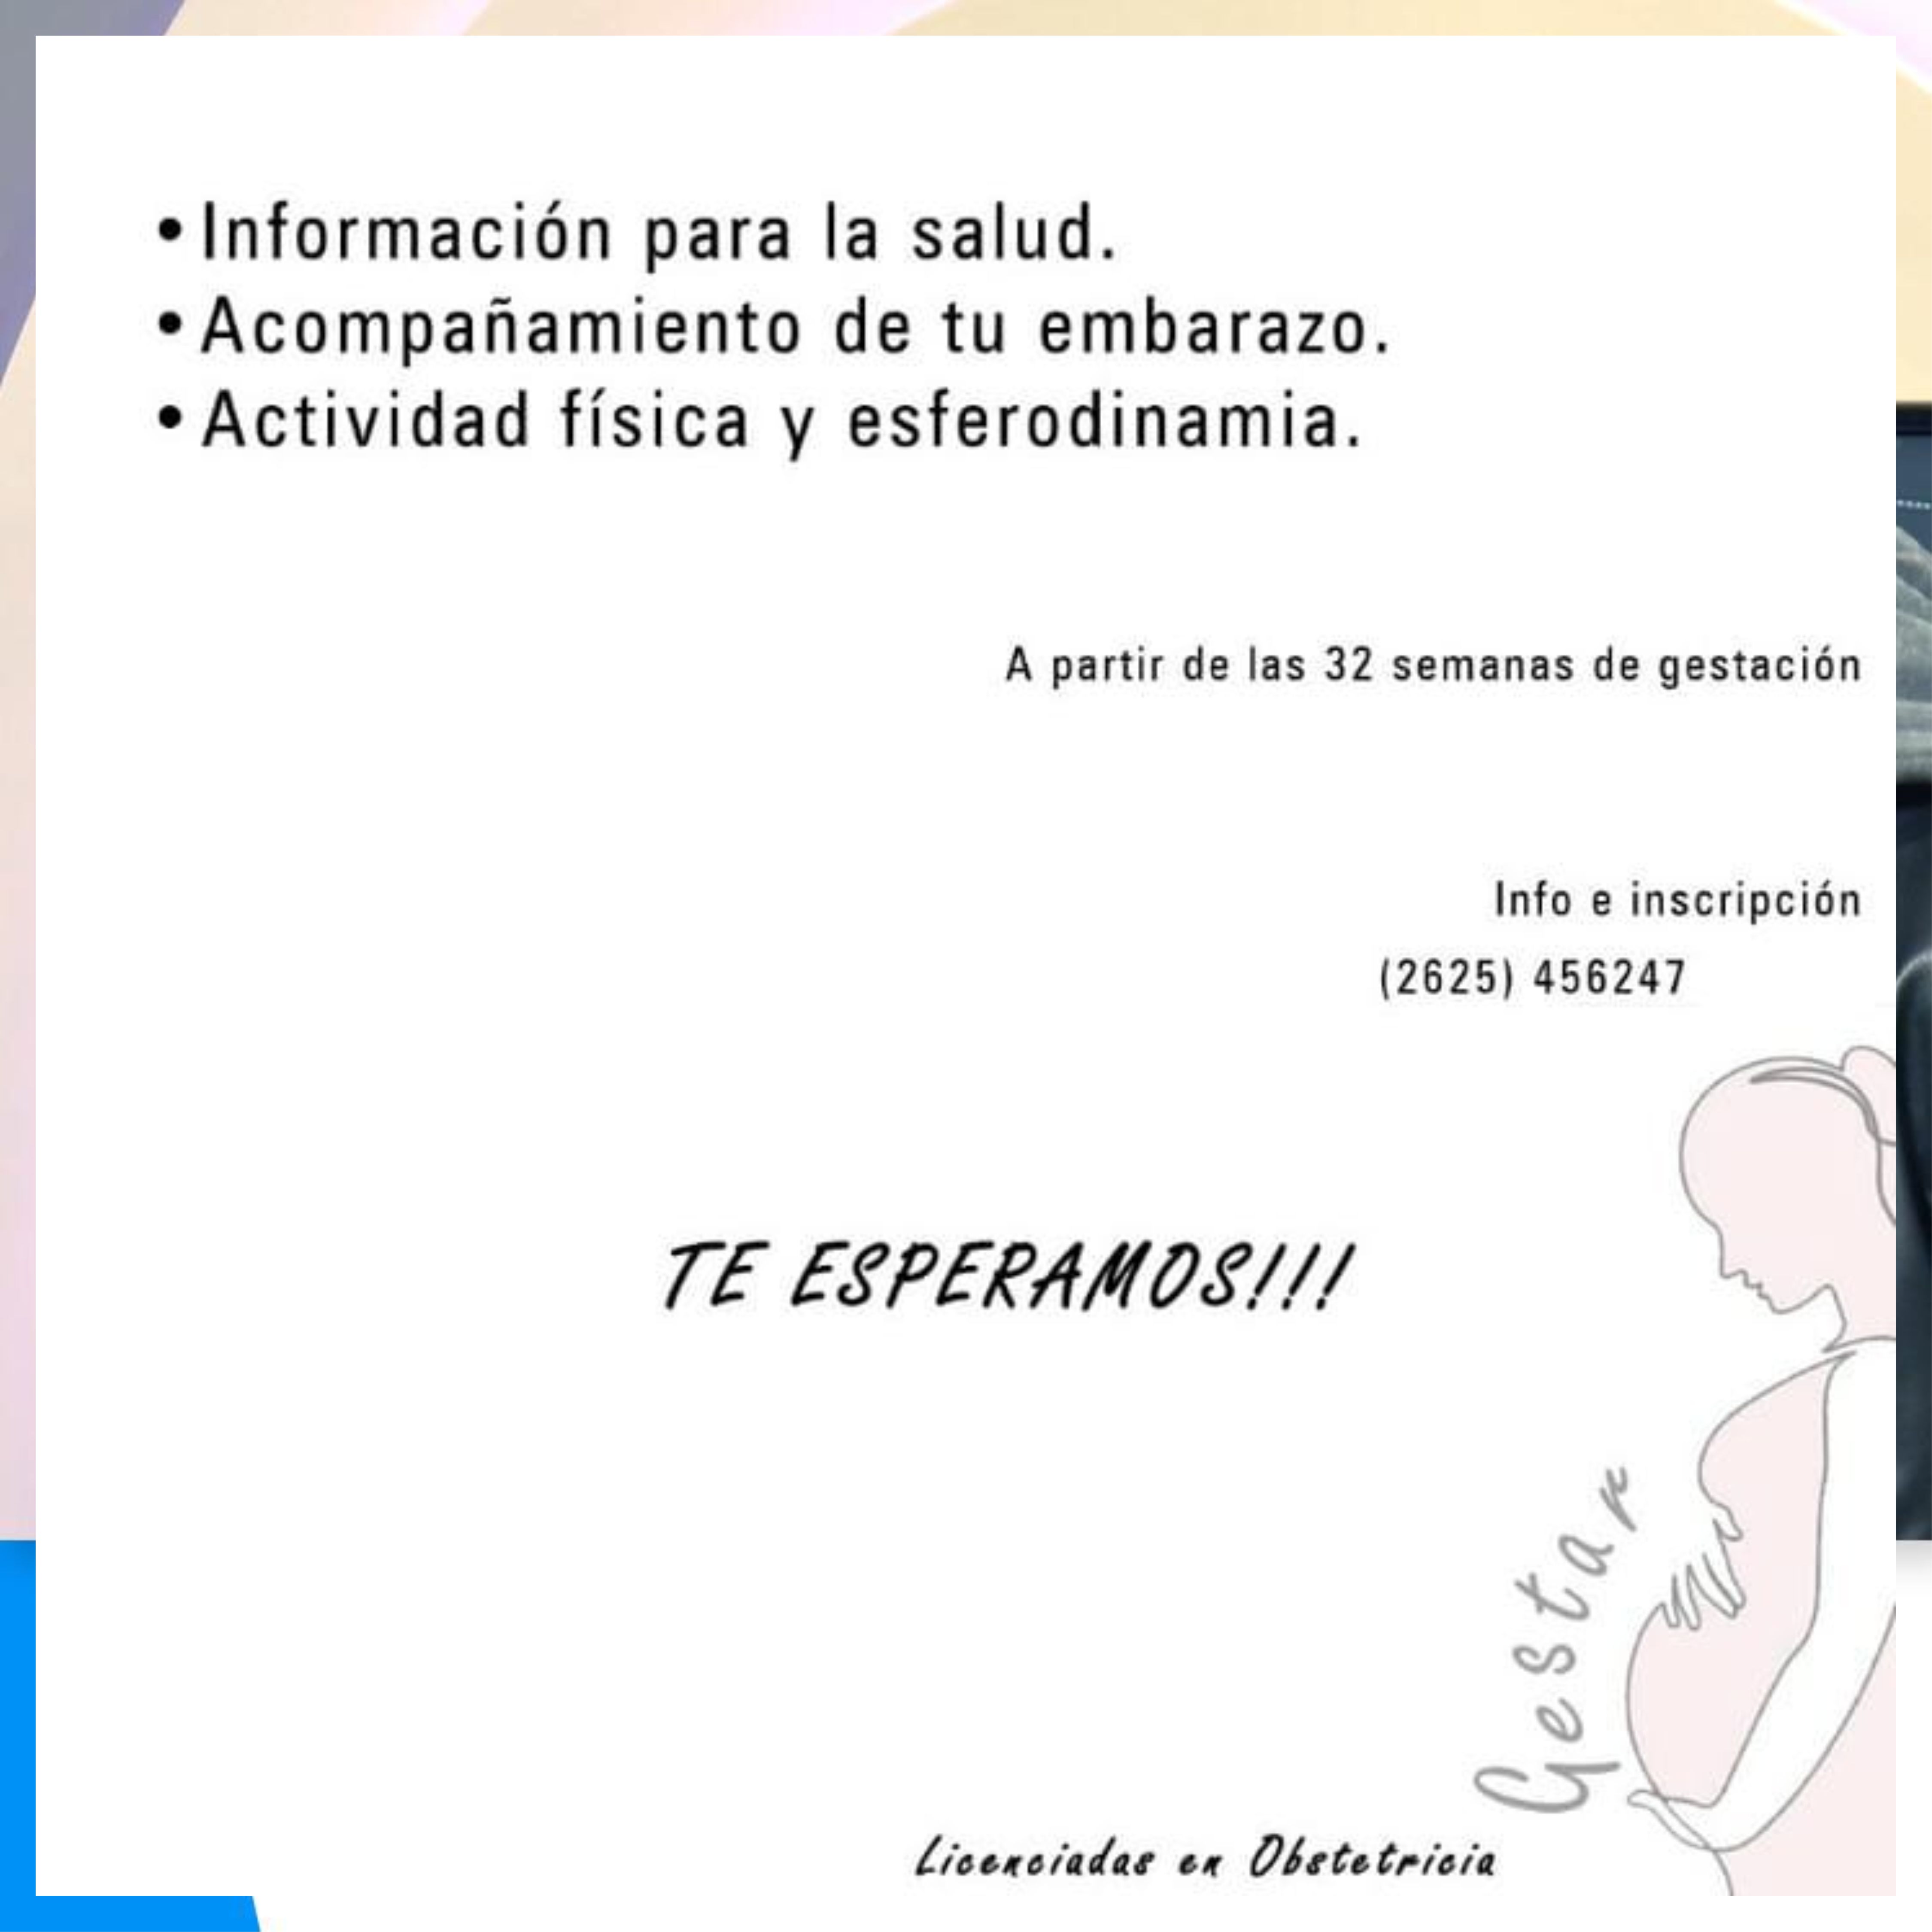 •Información para la salud.
•Acompañamiento de tu embarazo.
•Actividad física y esferodinamia.
A partir de las 32 semanas de gestación
Info e inscripción
(2625) 456247
TE ESPERAMOS!!!
Gestar
Licenciadas en Obstetricia